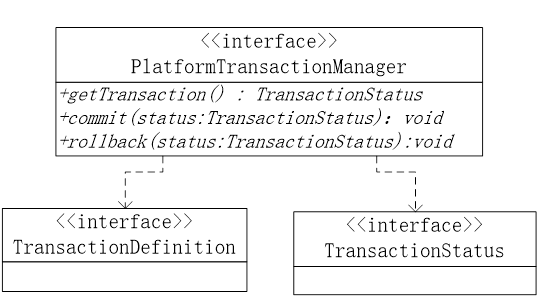 <<interface>>
PlatformTransactionManager
+getTransaction() : TransactionStatus
+commit(status:TransactionStatus): void
+rollback(status:TransactionStatus):void
<<interface>>
TransactionDefinition
<<interface>>
TransactionStatus